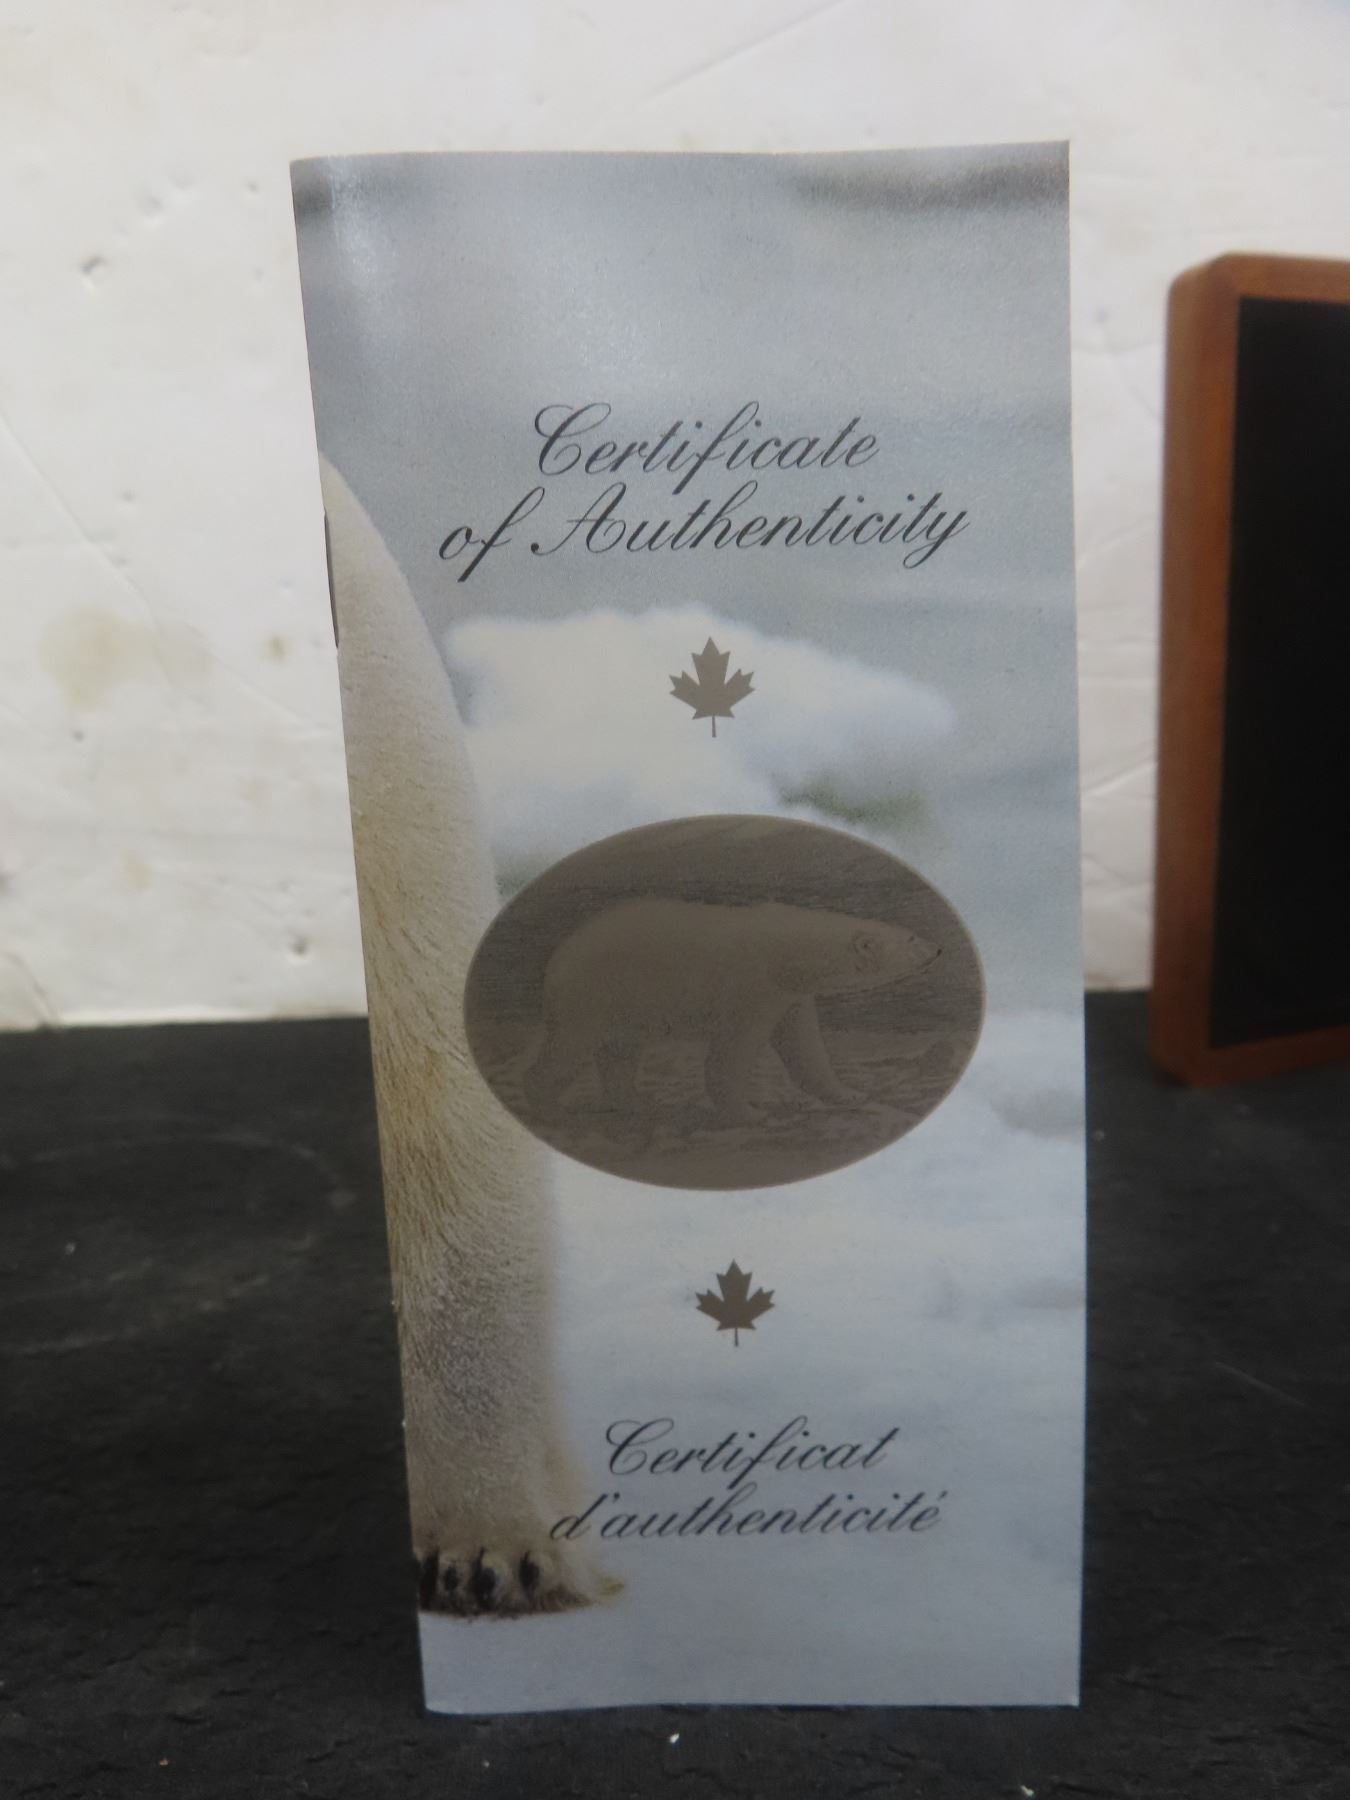 Certificate
of Authenticity
Certificat
d'authenticité